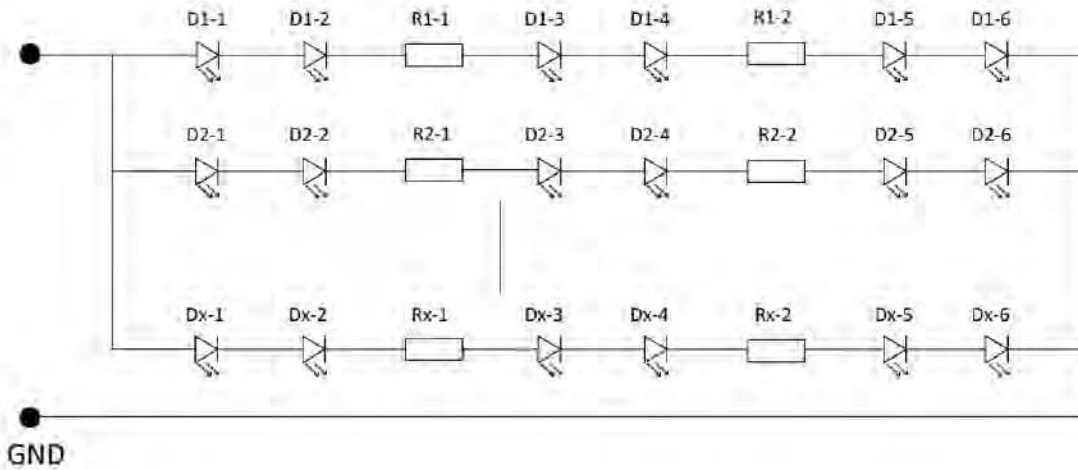 D1-1 D1-2 R1-1 D1-3 D1-4 R1-2 D1-5 D1-6
D2-1 D2-2 R2-1 D2-3 D2-4 R2-2 D2-5 D2-6
Dx-1 Dx-2 Rx-1 Dx-3 Dx-4 Rx-2 Dx-5 Dx-6
GND